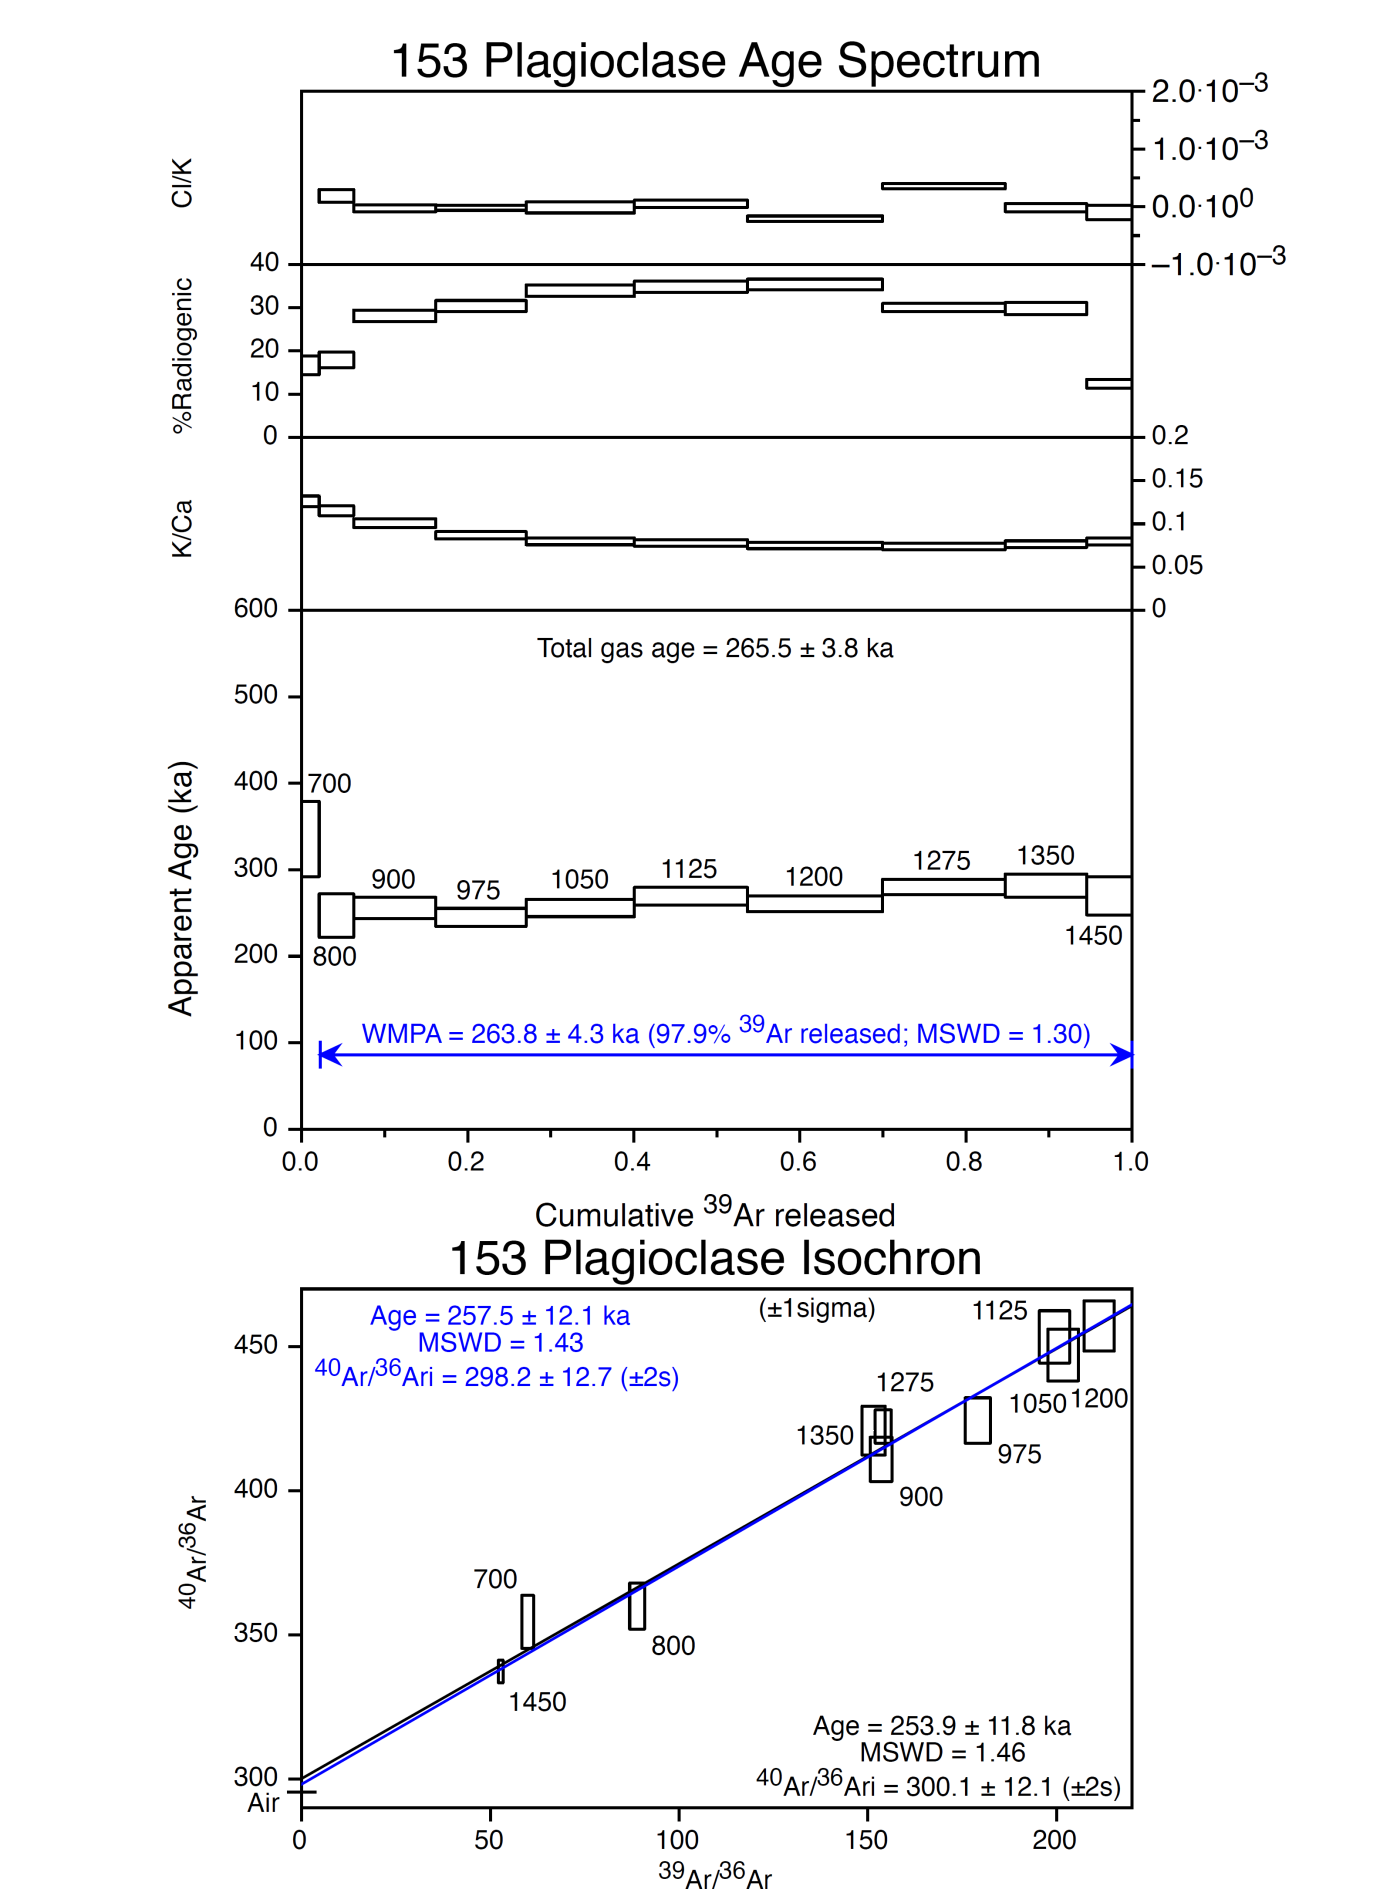 153 Plagioclase Age Spectrum
Cl/K
2.0·10⁻³
1.0·10⁻³
0.0·10⁰
–1.0·10⁻³
%Radiogenic
40
30
20
10
0
K/Ca
0.2
0.15
0.1
0.05
0
Apparent Age (ka)
600
500
400
300
200
100
0
Total gas age = 265.5 ± 3.8 ka
700
800
900
975
1050
1125
1200
1275
1350
1450
WMPA = 263.8 ± 4.3 ka (97.9% ³⁹Ar released; MSWD = 1.30)
0.0 0.2 0.4 0.6 0.8 1.0
Cumulative ³⁹Ar released
153 Plagioclase Isochron
Age = 257.5 ± 12.1 ka
MSWD = 1.43
⁴⁰Ar/³⁶Ari = 298.2 ± 12.7 (±2s)
(±1sigma)
1125
1275
1050
1200
1350
975
900
700
800
1450
⁴⁰Ar/³⁶Ar
450
400
350
300
Air
Age = 253.9 ± 11.8 ka
MSWD = 1.46
⁴⁰Ar/³⁶Ari = 300.1 ± 12.1 (±2s)
0 50 100 150 200
³⁹Ar/³⁶Ar